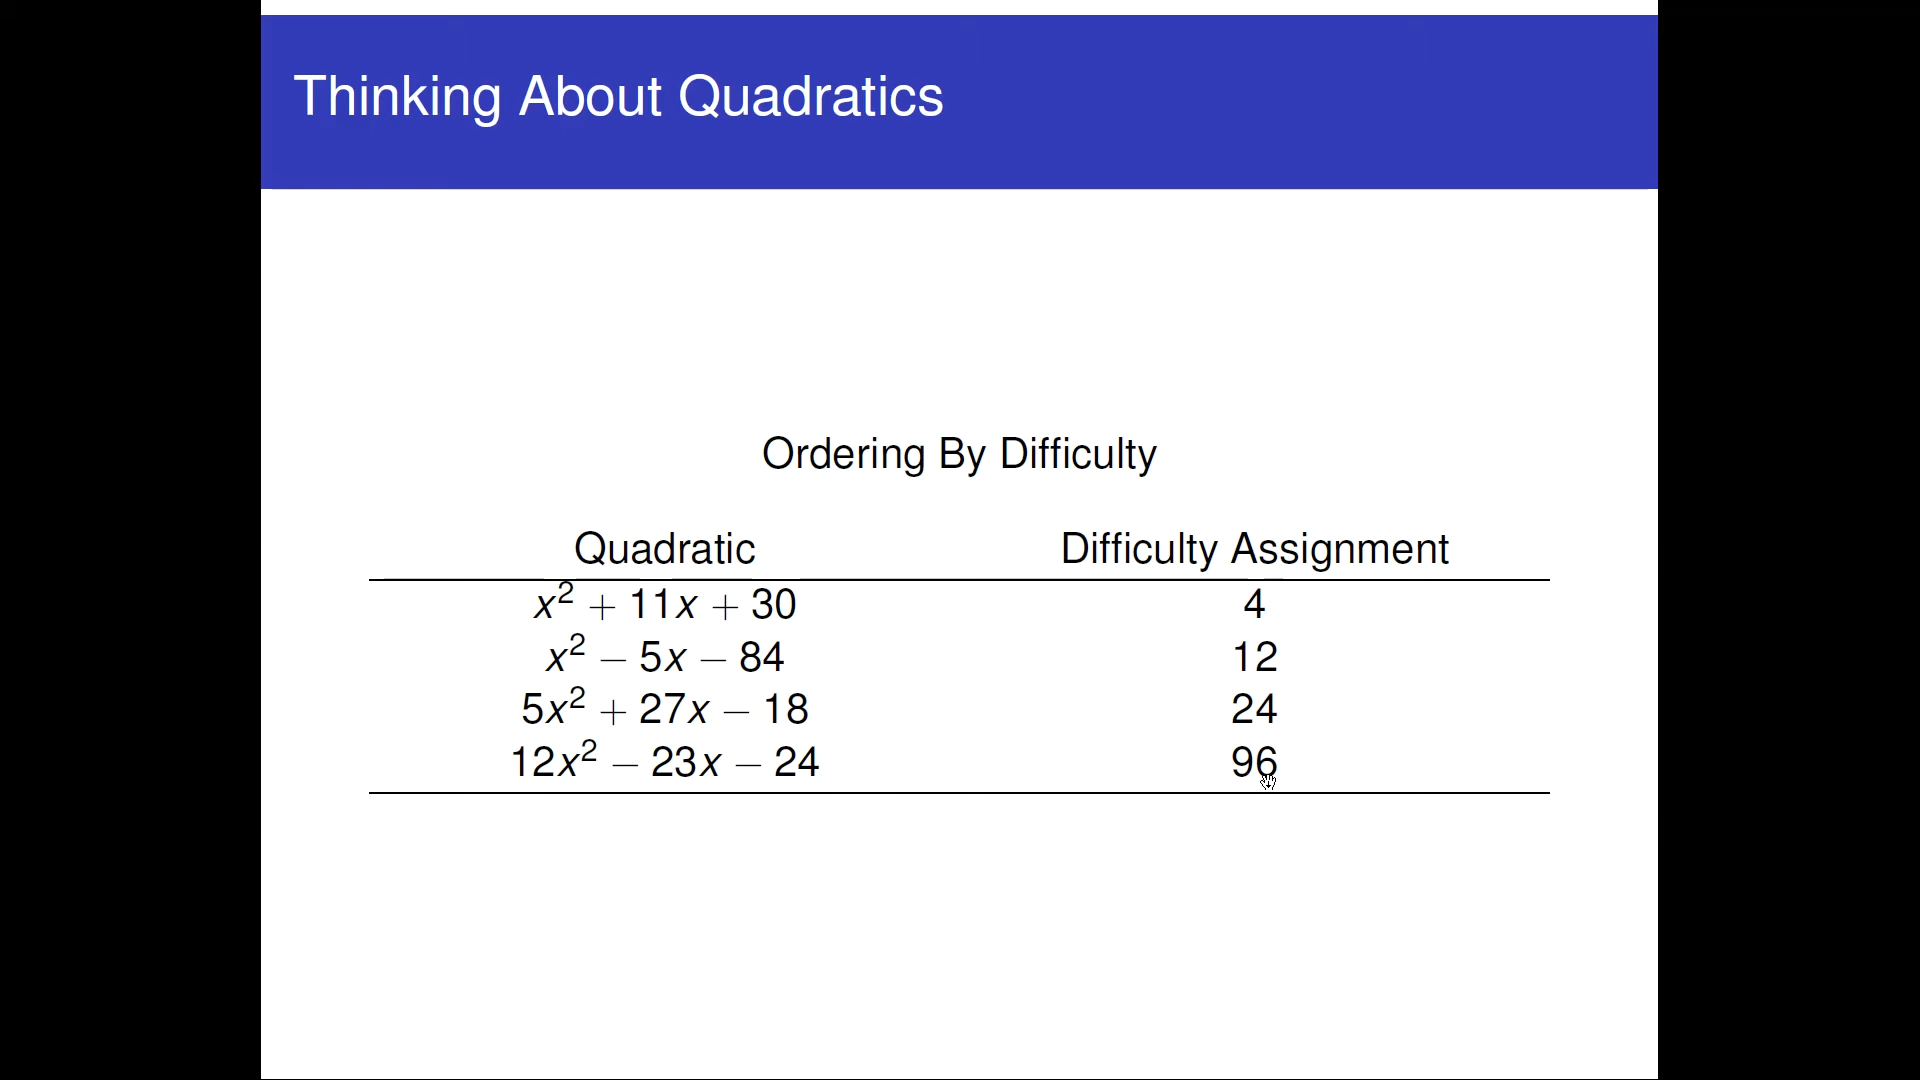 Thinking About Quadratics
Ordering By Difficulty
Quadratic Difficulty Assignment
x² + 11x + 30 4
x² − 5x − 84 12
5x² + 27x − 18 24
12x² − 23x − 24 96